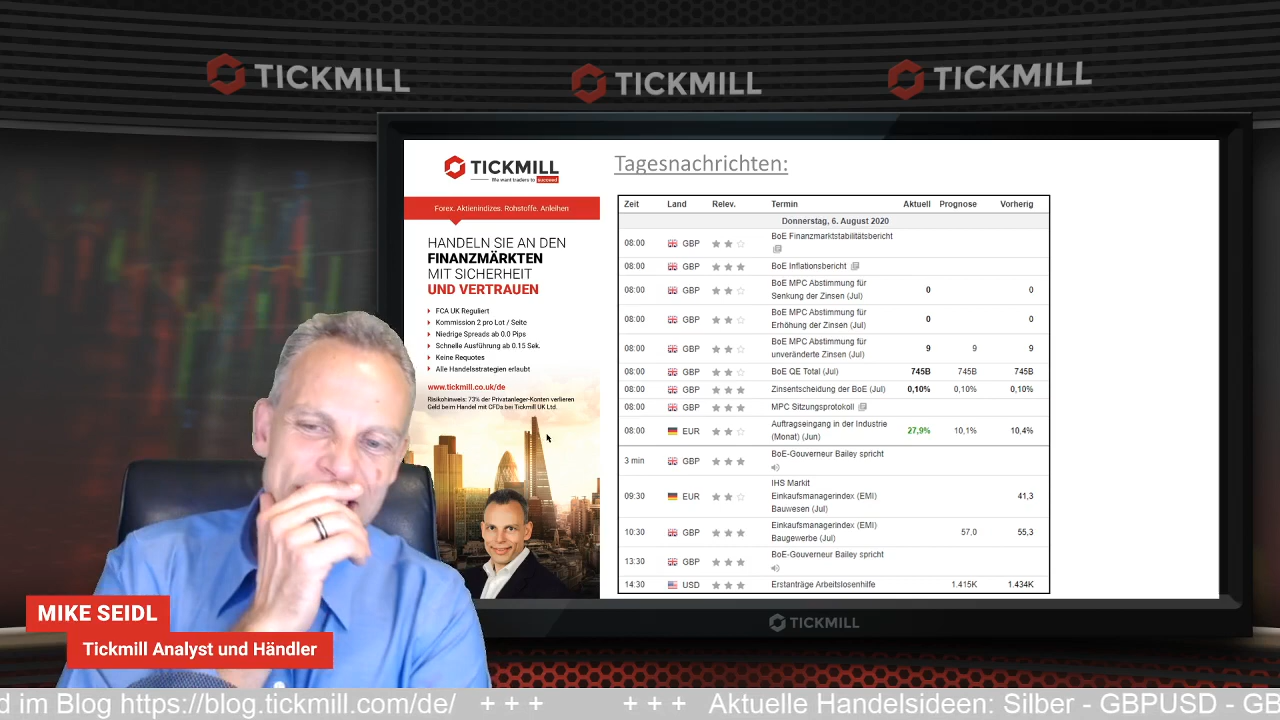 TICKMILL
TICKMILL
TICKMILL
TICKMILL
We want traders to succeed
Forex. Aktienindizes. Rohstoffe. Anleihen
HANDELN SIE AN DEN
FINANZMÄRKTEN
MIT SICHERHEIT
UND VERTRAUEN
FCA UK Reguliert
Kommission 2 pro Lot / Seite
Niedrige Spreads ab 0.0 Pips
Schnelle Ausführung ab 0.15 Sek.
Keine Requotes
Alle Handelsstrategien erlaubt
www.tickmill.co.uk/de
Risikohinweis: 73% der Privatanleger-Konten verlieren
Geld beim Handel mit CFDs bei Tickmill UK Ltd.
Tagesnachrichten:
Zeit Land Relev. Termin Aktuell Prognose Vorherig
Donnerstag, 6. August 2020
08:00 GBP BoE Finanzmarktstabilitätsbericht
08:00 GBP BoE Inflationsbericht
08:00 GBP BoE MPC Abstimmung für 0 0
Senkung der Zinsen (Jul)
08:00 GBP BoE MPC Abstimmung für 0 0
Erhöhung der Zinsen (Jul)
08:00 GBP BoE MPC Abstimmung für 9 9 9
unveränderte Zinsen (Jul)
08:00 GBP BoE QE Total (Jul) 745B 745B 745B
08:00 GBP Zinsentscheidung der BoE (Jul) 0,10% 0,10% 0,10%
08:00 GBP MPC Sitzungsprotokoll
08:00 EUR Auftragseingang in der Industrie 27,9% 10,1% 10,4%
(Monat) (Jun)
3 min GBP BoE-Gouverneur Bailey spricht
09:30 EUR IHS Markit
Einkaufsmanagerindex (EMI) 41,3
Bauwesen (Jul)
10:30 GBP Einkaufsmanagerindex (EMI) 57,0 55,3
Baugewerbe (Jul)
13:30 GBP BoE-Gouverneur Bailey spricht
14:30 USD Erstanträge Arbeitslosenhilfe 1.415K 1.434K
TICKMILL
MIKE SEIDL
Tickmill Analyst und Händler
d im Blog https://blog.tickmill.com/de/ +++ +++ Aktuelle Handelsideen: Silber - GBPUSD - GB